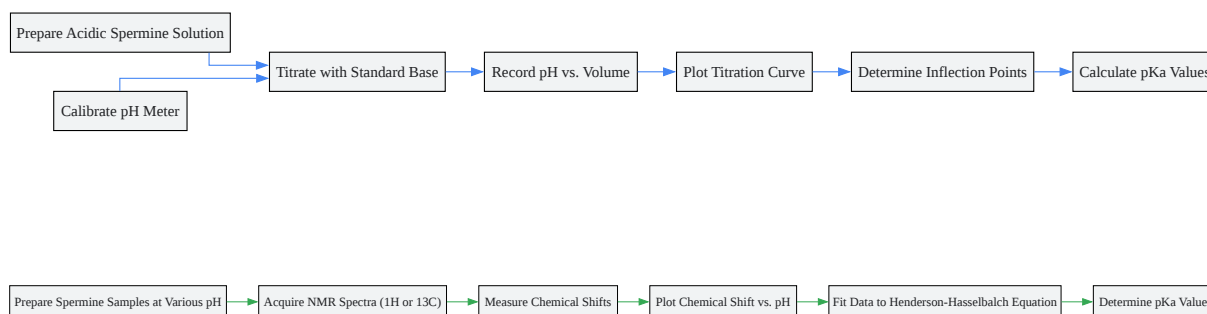 Prepare Acidic Spermine Solution
Calibrate pH Meter
Titrate with Standard Base
Record pH vs. Volume
Plot Titration Curve
Determine Inflection Points
Calculate pKa Values
Prepare Spermine Samples at Various pH
Acquire NMR Spectra (1H or 13C)
Measure Chemical Shifts
Plot Chemical Shift vs. pH
Fit Data to Henderson-Hasselbalch Equation
Determine pKa Value